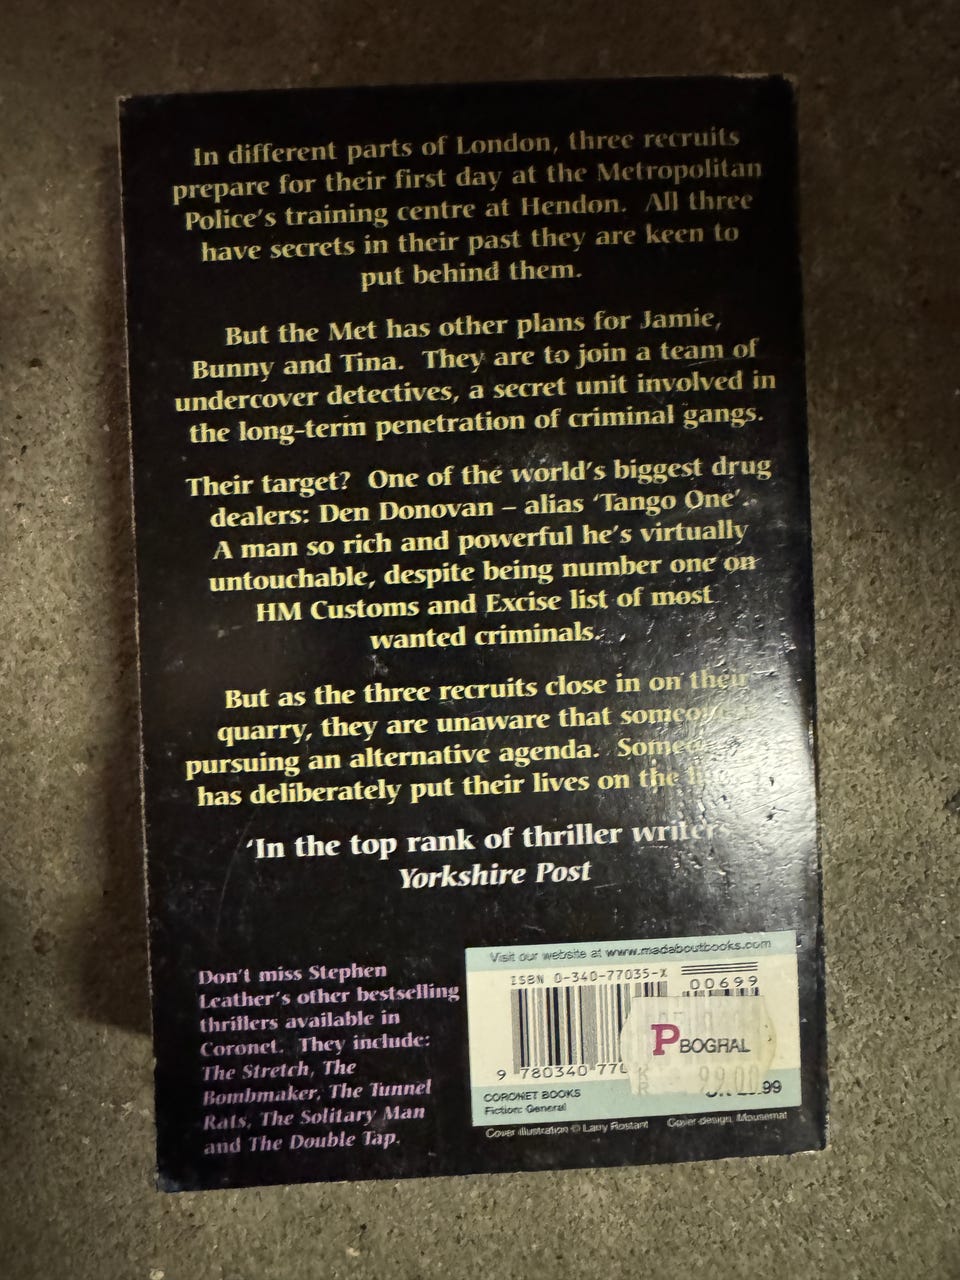 In different parts of London, three recruits
prepare for their first day at the Metropolitan
Police's training centre at Hendon. All three
have secrets in their past they are keen to
put behind them.
But the Met has other plans for Jamie,
Bunny and Tina. They are to join a team of
undercover detectives, a secret unit involved in
the long-term penetration of criminal gangs.
Their target? One of the world's biggest drug
dealers: Den Donovan – alias 'Tango One'.
A man so rich and powerful he's virtually
untouchable, despite being number one on
HM Customs and Excise list of most
wanted criminals.
But as the three recruits close in on their
quarry, they are unaware that
pursuing an alternative agenda.
has deliberately put their lives on the
'In the top rank of thriller writers
Yorkshire Post
Don't miss Stephen
Leather's other bestselling
thrillers available in
Coronet. They include:
The Stretch, The
Bombmaker, The Tunnel
Rats, The Solitary Man
and The Double Tap.
Visit our website at www.madaboutbooks.com
ISBN 0-340-77035-X
00699
PBOGHAL
9 780340 770
99.00
99
CORONET BOOKS
Fiction: General
Cover illustration © Larry Rostant Cover design: Mousemat